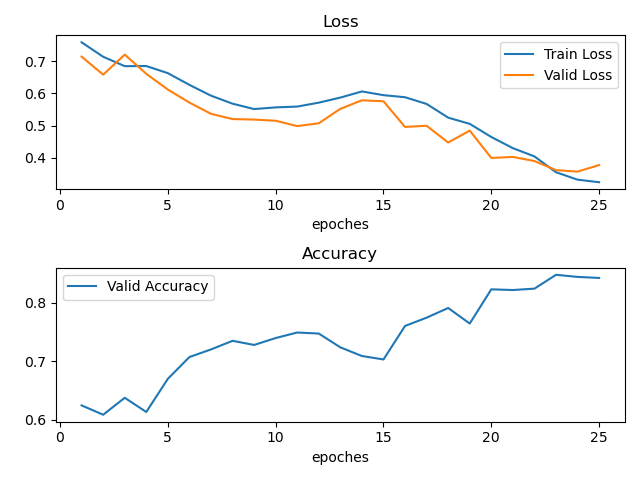 Loss
0.7
0.6
0.5
0.4
Train Loss
Valid Loss
0 5 10 15 20 25
epoches
Accuracy
0.8
0.7
0.6
Valid Accuracy
0 5 10 15 20 25
epoches